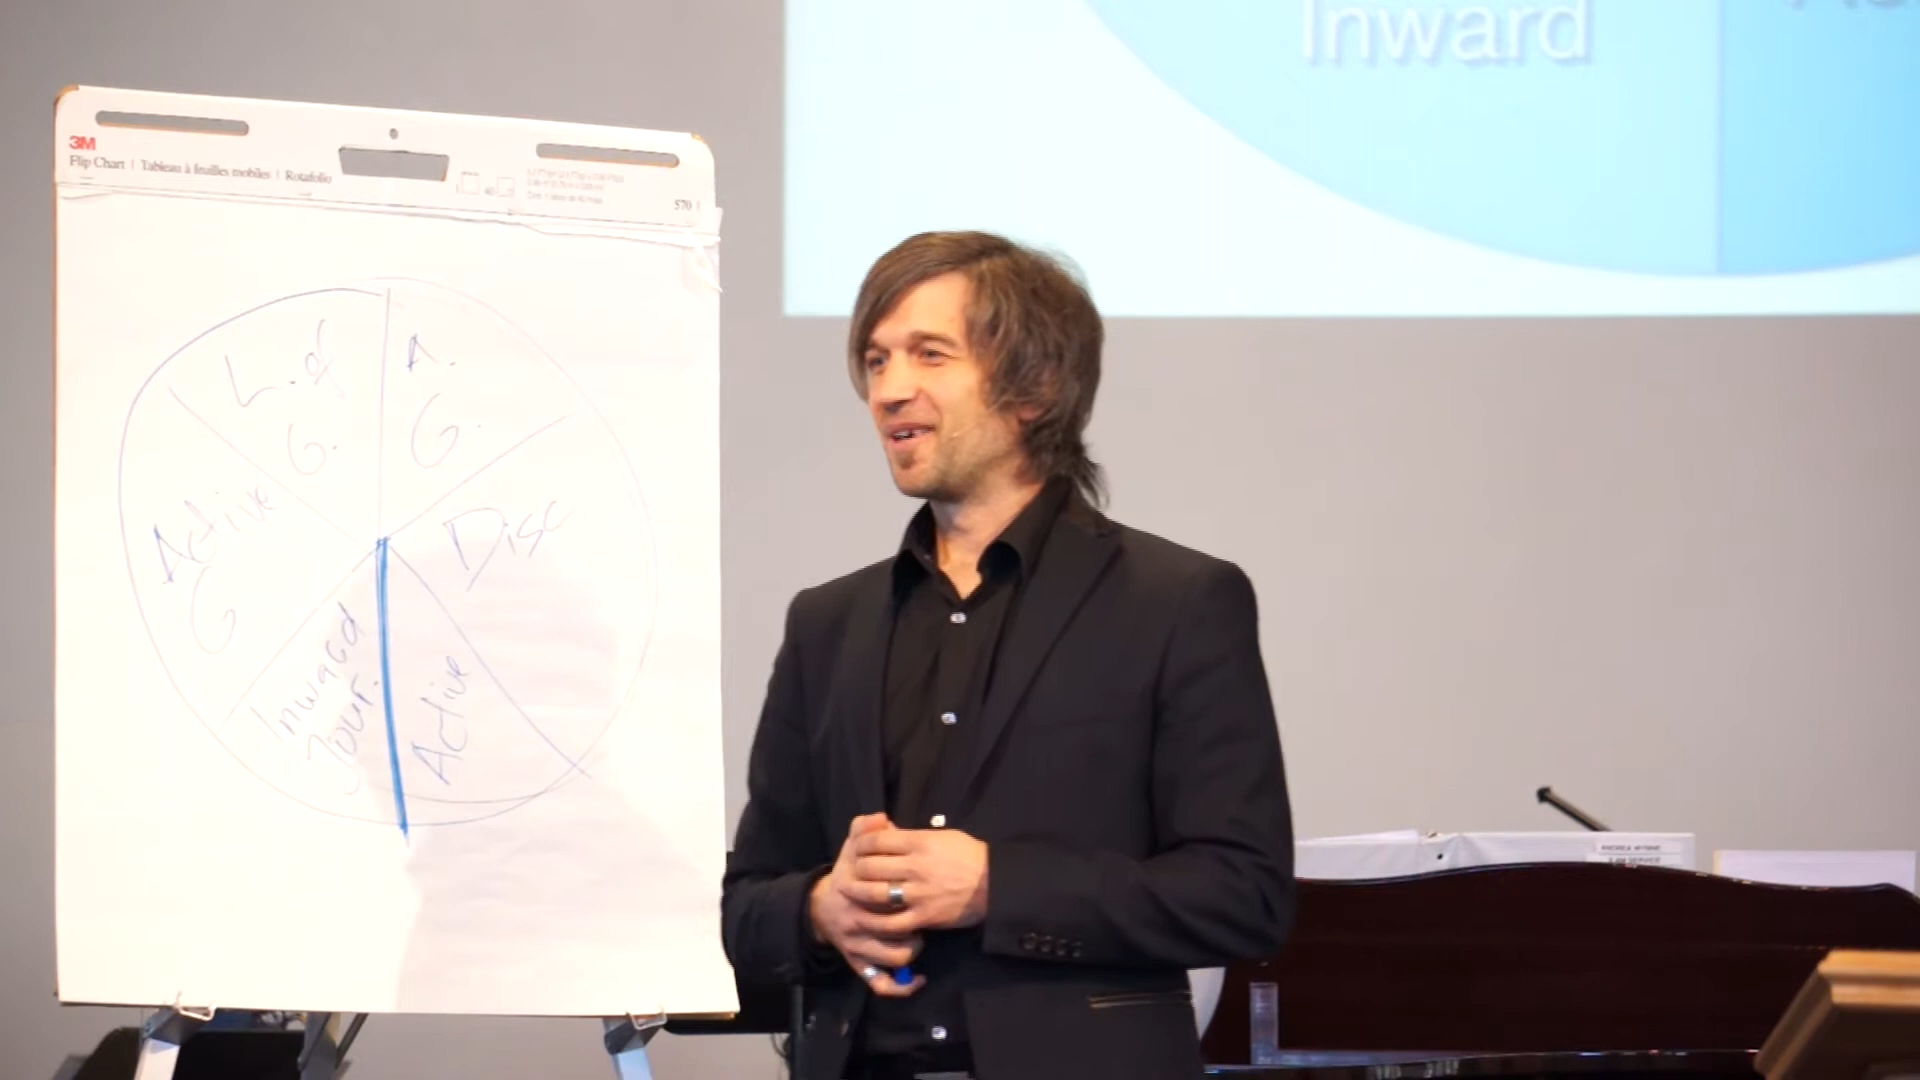 Inward
3M
Flip Chart | Tableau à feuilles mobiles | Rotafolio
570
L. of
G.
A.
G.
Active
G
Disc
Inward
Jour.
Active